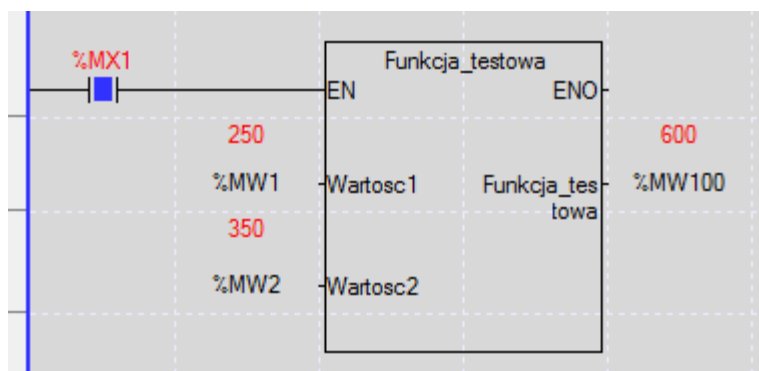 %MX1
Funkcja_testowa
EN
ENO
250
600
%MW1
Wartosc1
Funkcja_tes
towa
%MW100
350
%MW2
Wartosc2